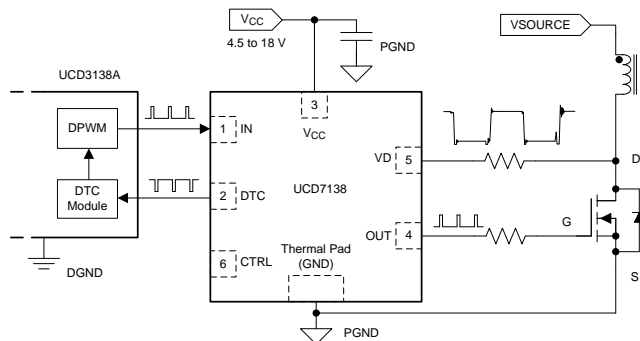 VCC
4.5 to 18 V
PGND
VSOURCE
UCD3138A
DPWM
DTC
Module
DGND
1
IN
2
DTC
6
CTRL
3
VCC
UCD7138
VD
5
OUT
4
Thermal Pad
(GND)
PGND
D
G
S